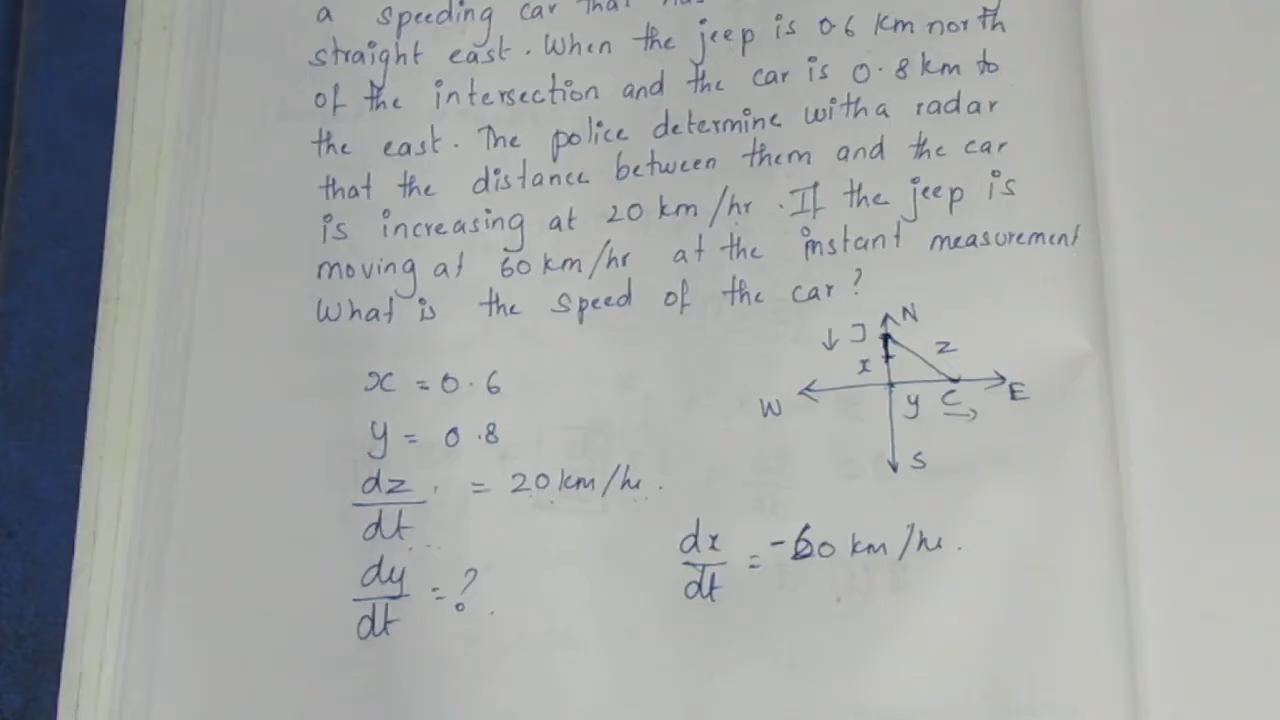 a speeding car that
straight east. When the jeep is 0.6 km north
of the intersection and the car is 0.8 km to
the east. The police determine with a radar
that the distance between them and the car
is increasing at 20 km/hr. If the jeep is
moving at 60 km/hr at the instant measurement
What is the speed of the car?
N
↓ J
x
z
W
y
C
→
E
S
x = 0.6
y = 0.8
dz/dt = 20 km/hr.
dx/dt = -60 km/hr.
dy/dt = ?